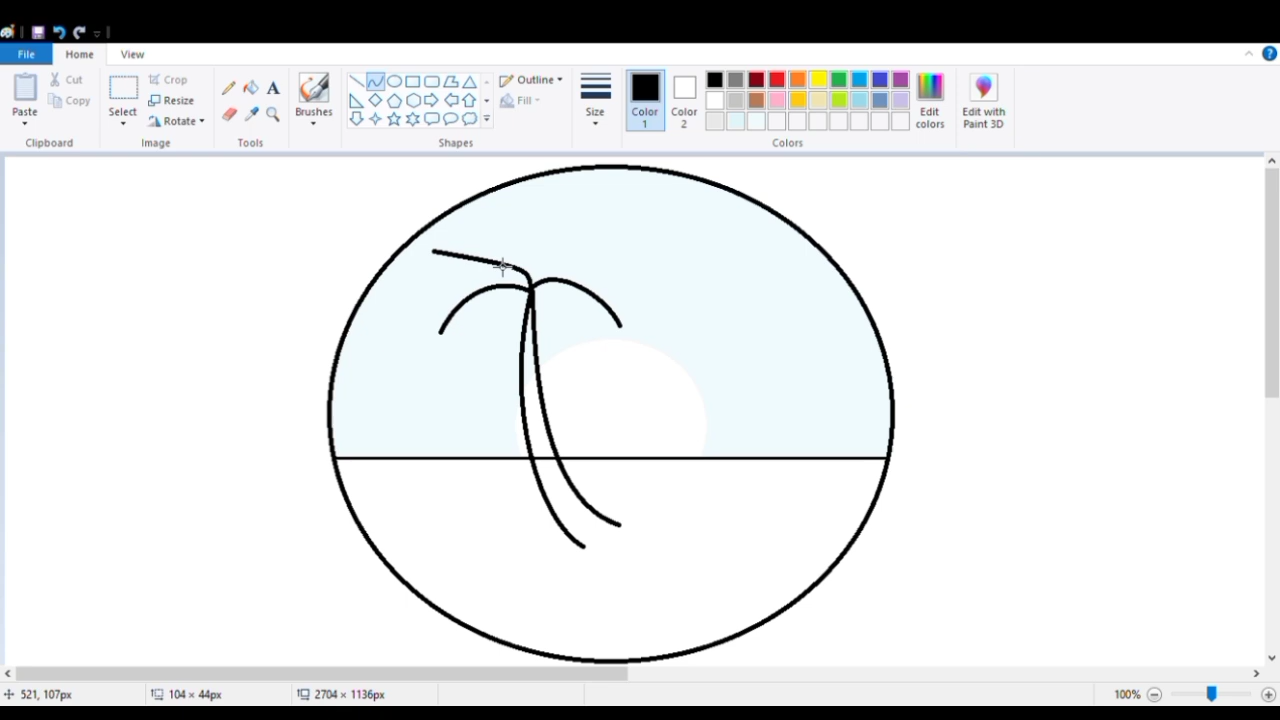 File Home View
Paste Cut Copy Select Crop Resize Rotate A Brushes Outline Fill Size Color 1 Color 2 Edit colors Edit with Paint 3D
Clipboard Image Tools Shapes Colors
521, 107px 104 × 44px 2704 × 1136px 100%